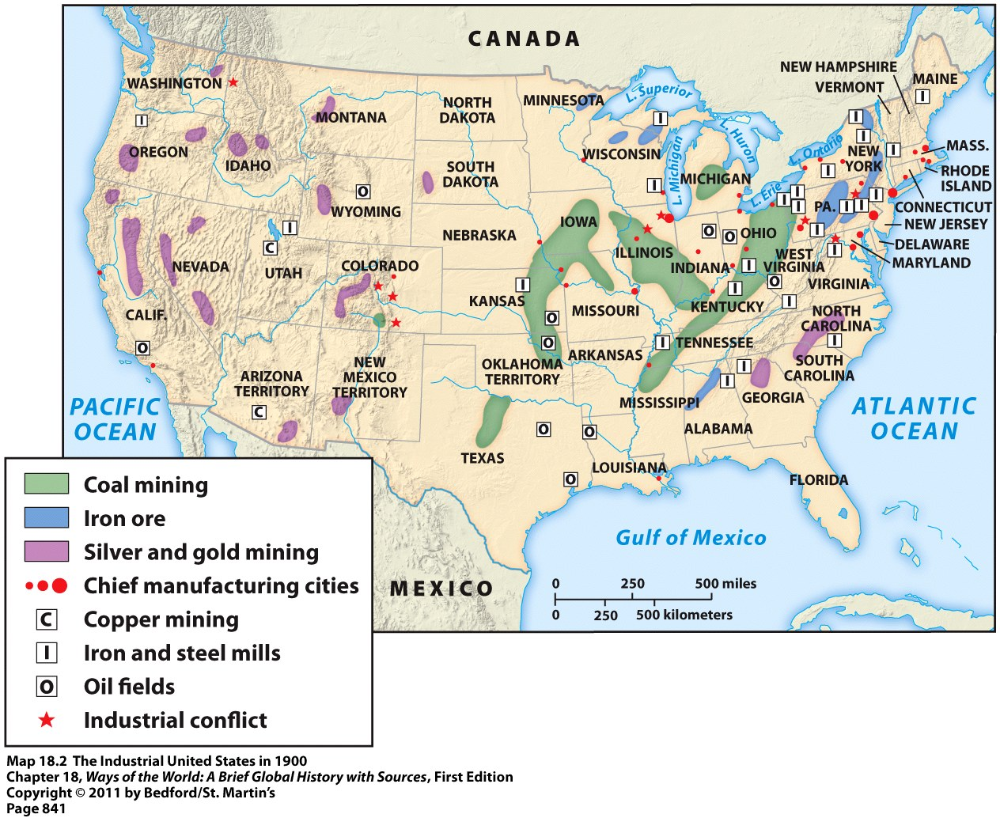 CANADA
NEW HAMPSHIRE
VERMONT
MAINE
I
WASHINGTON
MINNESOTA
L. Superior
NORTH
DAKOTA
MONTANA
I
I
I
L. Huron
I
OREGON
IDAHO
WISCONSIN
L. Michigan
L. Ontario
NEW
YORK
I
MASS.
SOUTH
DAKOTA
MICHIGAN
I
RHODE
ISLAND
O
WYOMING
I
L. Erie
I
I
I
PA.
I
I
I
CONNECTICUT
NEW JERSEY
I
C
UTAH
NEBRASKA
IOWA
O
O
OHIO
I
DELAWARE
MARYLAND
NEVADA
COLORADO
ILLINOIS
INDIANA
I
WEST
VIRGINIA
I
O
VIRGINIA
I
KANSAS
MISSOURI
I
KENTUCKY
I
CALIF.
O
O
O
NORTH
CAROLINA
I
I
TENNESSEE
ARKANSAS
OKLAHOMA
TERRITORY
NEW
MEXICO
TERRITORY
ARIZONA
TERRITORY
I
I
SOUTH
CAROLINA
GEORGIA
MISSISSIPPI
C
PACIFIC
OCEAN
ATLANTIC
OCEAN
O
O
ALABAMA
TEXAS
LOUISIANA
O
FLORIDA
Gulf of Mexico
MEXICO
0 250 500 miles
0 250 500 kilometers
Coal mining
Iron ore
Silver and gold mining
Chief manufacturing cities
C Copper mining
I Iron and steel mills
O Oil fields
Industrial conflict
Map 18.2 The Industrial United States in 1900
Chapter 18, Ways of the World: A Brief Global History with Sources, First Edition
Copyright © 2011 by Bedford/St. Martin's
Page 841